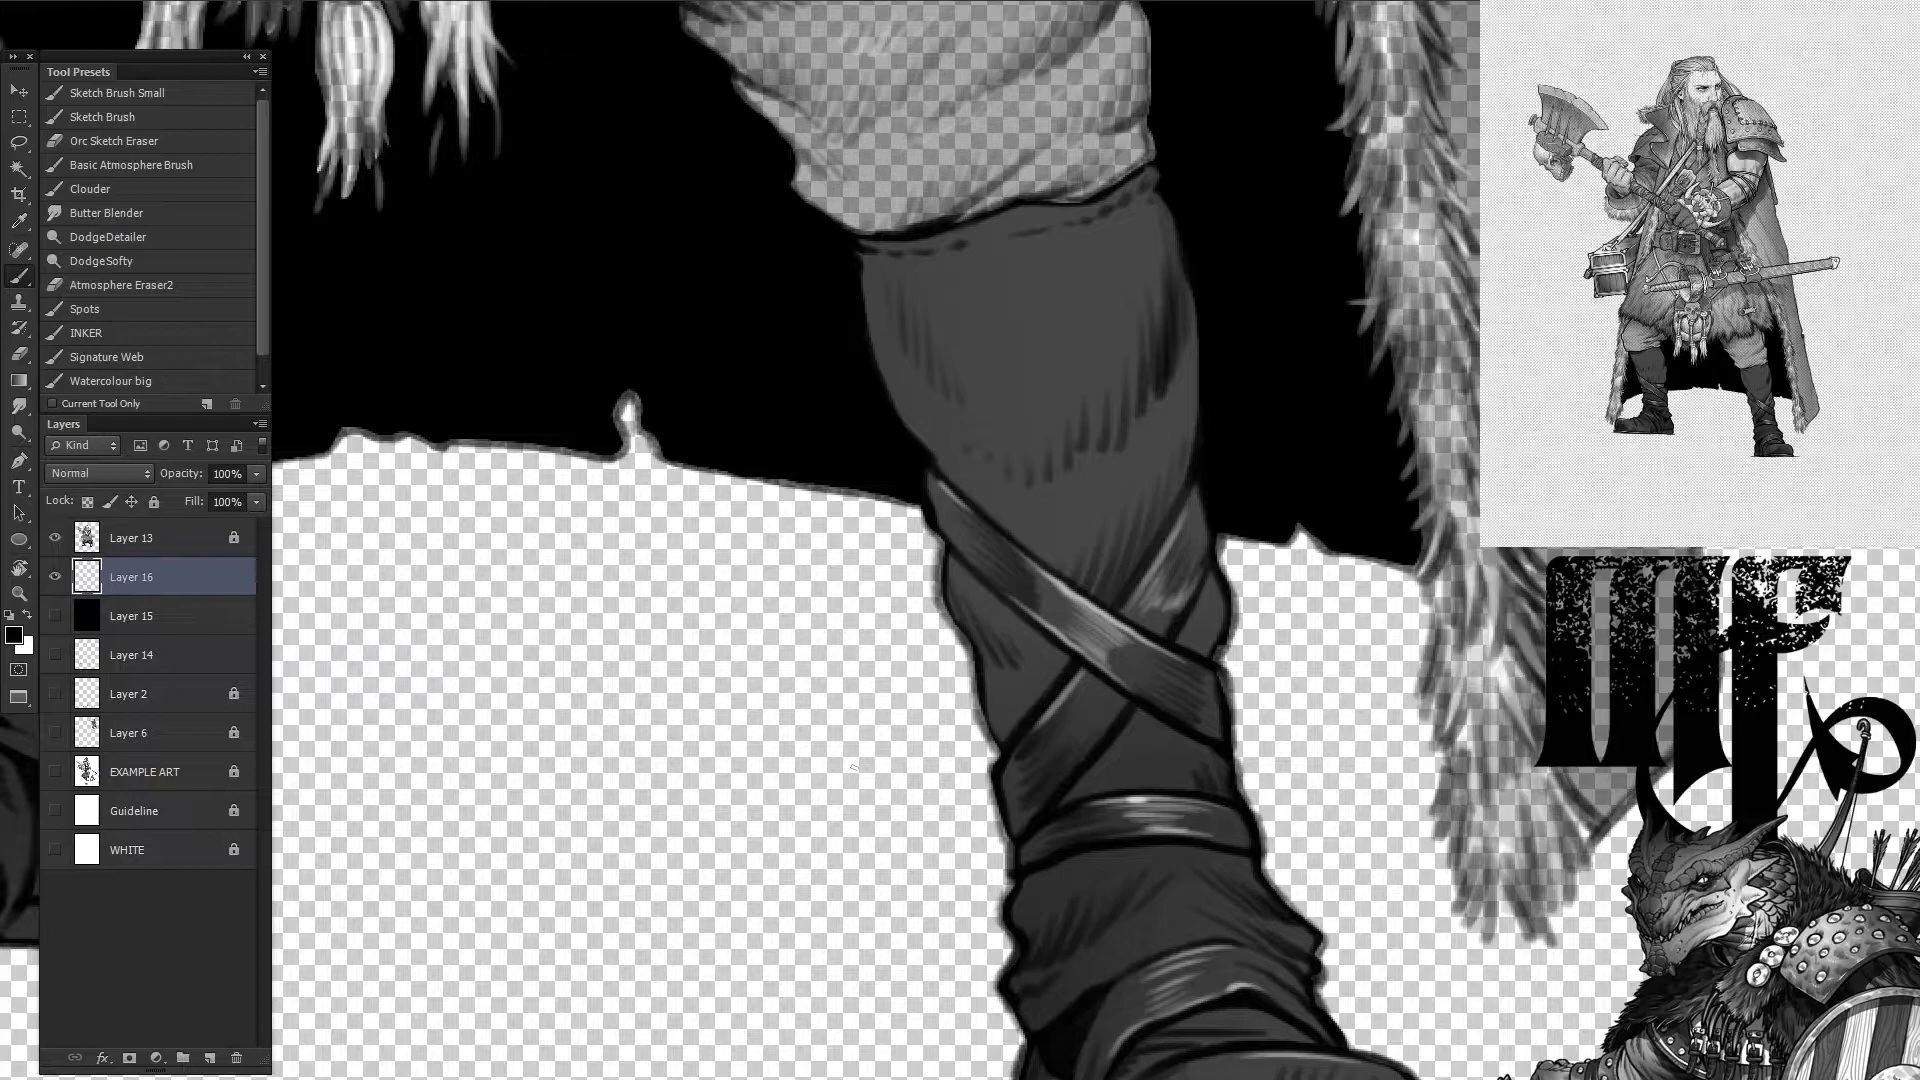 Tool Presets
Sketch Brush Small
Sketch Brush
Orc Sketch Eraser
Basic Atmosphere Brush
Clouder
Butter Blender
DodgeDetailer
DodgeSofty
Atmosphere Eraser2
Spots
INKER
Signature Web
Watercolour big
Current Tool Only
Layers
Kind
Normal Opacity: 100%
Lock: Fill: 100%
Layer 13
Layer 16
Layer 15
Layer 14
Layer 2
Layer 6
EXAMPLE ART
Guideline
WHITE
fx